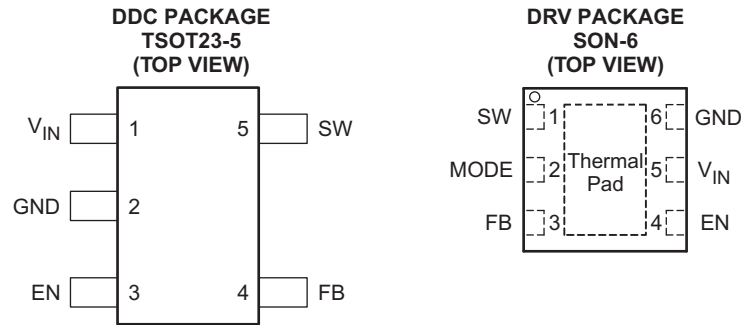 DDC PACKAGE
TSOT23-5
(TOP VIEW)
VIN 1 5 SW
GND 2
EN 3 4 FB
DRV PACKAGE
SON-6
(TOP VIEW)
SW 1 6 GND
MODE 2 Thermal Pad 5 VIN
FB 3 4 EN